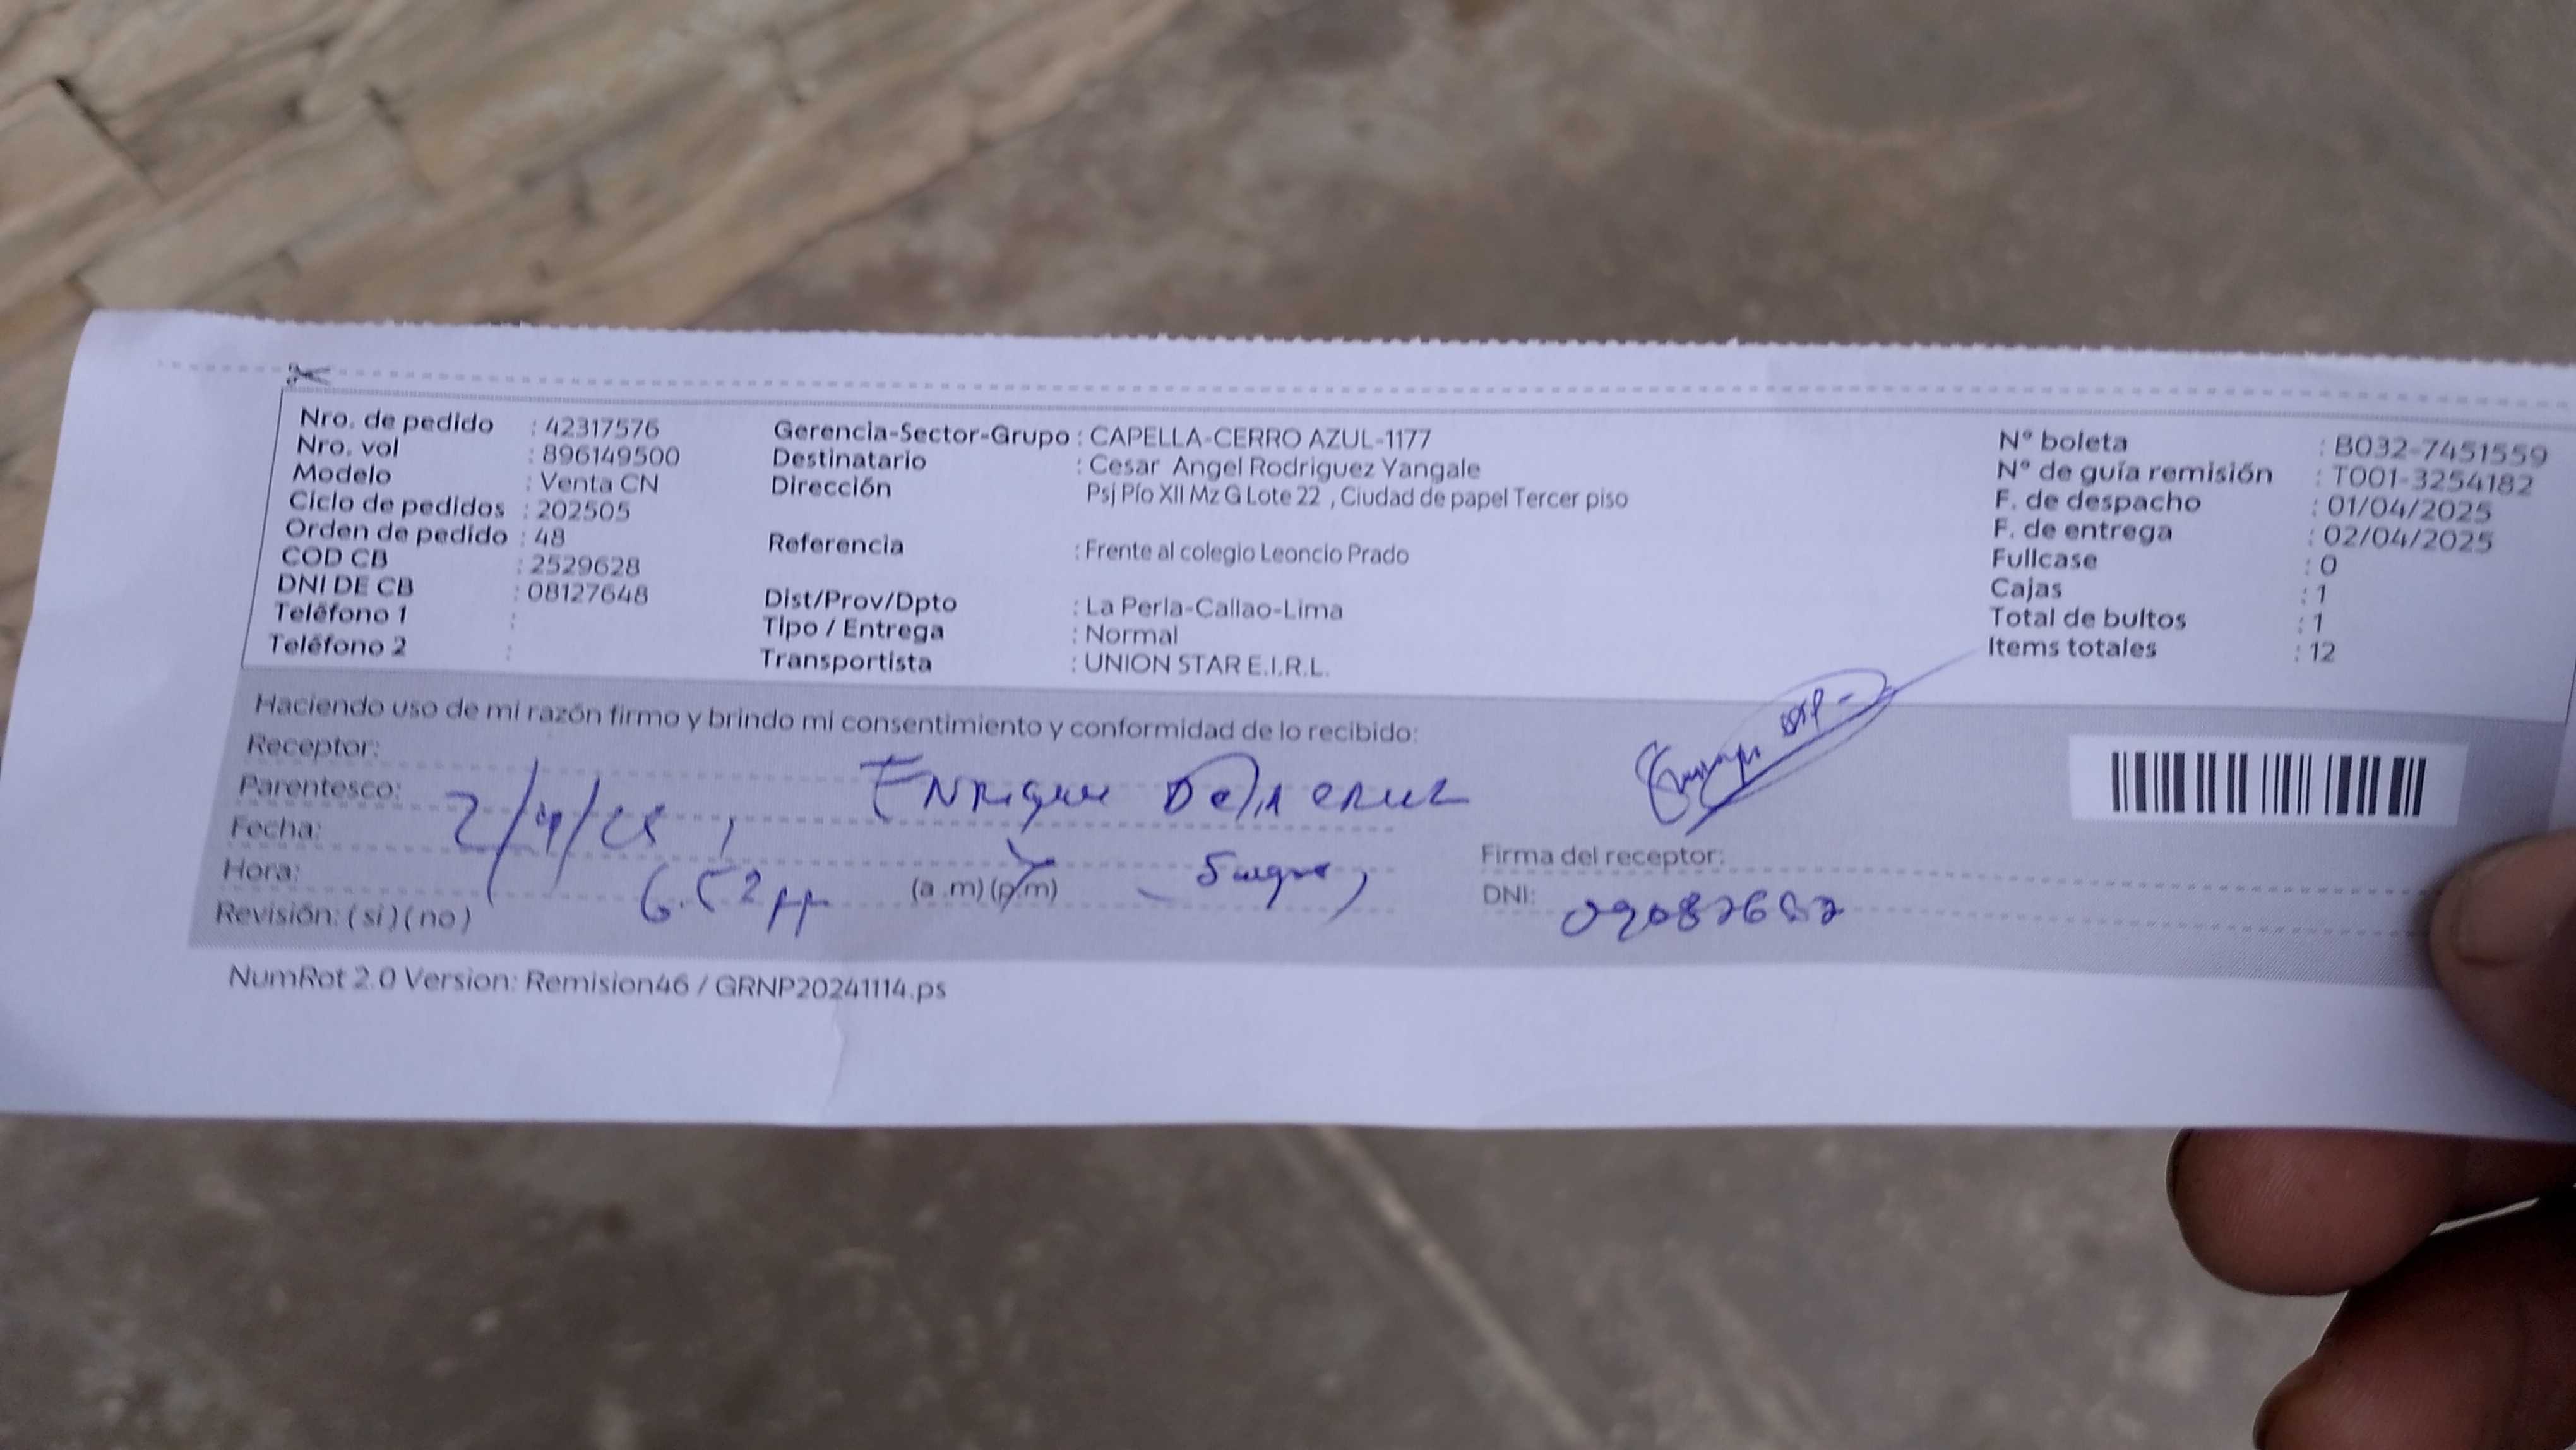 Nro. de pedido : 42317576
Nro. vol : 896149500
Modelo : Venta CN
Ciclo de pedidos : 202505
Orden de pedido : 48
COD CB : 2529628
DNI DE CB : 08127648
Teléfono 1 :
Teléfono 2 :
Gerencia-Sector-Grupo : CAPELLA-CERRO AZUL-1177
Destinatario : Cesar Angel Rodriguez Yangale
Dirección Psj Pío XII Mz G Lote 22 , Ciudad de papel Tercer piso
Referencia : Frente al colegio Leoncio Prado
Dist/Prov/Dpto : La Perla-Callao-Lima
Tipo / Entrega : Normal
Transportista : UNION STAR E.I.R.L.
N° boleta : B032-7451559
N° de guía remisión : T001-3254182
F. de despacho : 01/04/2025
F. de entrega : 02/04/2025
Fullcase : 0
Cajas : 1
Total de bultos : 1
Items totales : 12
Haciendo uso de mi razón firmo y brindo mi consentimiento y conformidad de lo recibido:
Receptor:
Parentesco: Enrique
Fecha: 2/4/25
Hora: (a .m) (p.m) Suegro
Revisión: ( si ) ( no )
Firma del receptor:
DNI:
NumRot 2.0 Version: Remision46 / GRNP20241114.ps